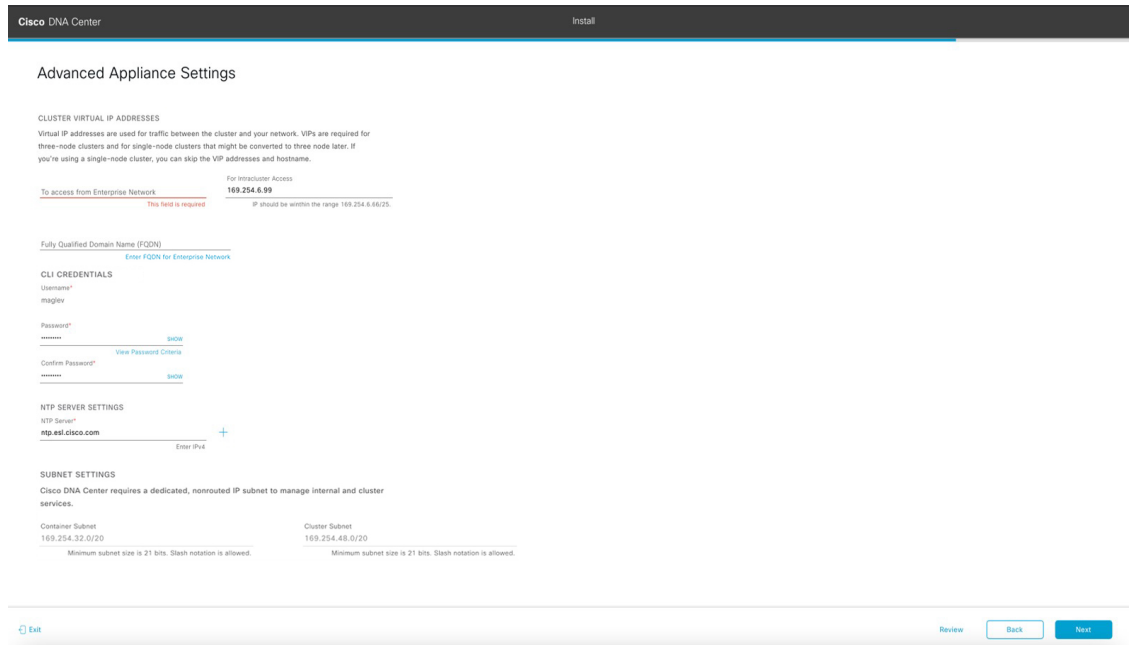 Cisco DNA Center
Install
Advanced Appliance Settings
CLUSTER VIRTUAL IP ADDRESSES
Virtual IP addresses are used for traffic between the cluster and your network. VIPs are required for
three-node clusters and for single-node clusters that might be converted to three node later. If
you're using a single-node cluster, you can skip the VIP addresses and hostname.
To access from Enterprise Network
This field is required
For Intracluster Access
169.254.6.99
IP should be winthin the range 169.254.6.66/25.
Fully Qualified Domain Name (FQDN)
Enter FQDN for Enterprise Network
CLI CREDENTIALS
Username*
maglev
Password*
••••••••• SHOW
View Password Criteria
Confirm Password*
••••••••• SHOW
NTP SERVER SETTINGS
NTP Server*
ntp.esl.cisco.com
Enter IPv4
SUBNET SETTINGS
Cisco DNA Center requires a dedicated, nonrouted IP subnet to manage internal and cluster
services.
Container Subnet
169.254.32.0/20
Minimum subnet size is 21 bits. Slash notation is allowed.
Cluster Subnet
169.254.48.0/20
Minimum subnet size is 21 bits. Slash notation is allowed.
Exit
Review
Back
Next